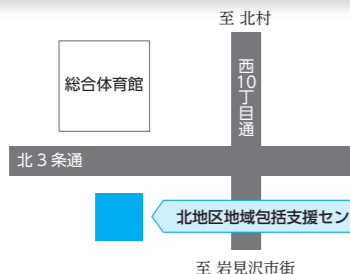 至 北村
総合体育館
西10丁目通
北3条通
北地区地域包括支援セン
至 岩見沢市街